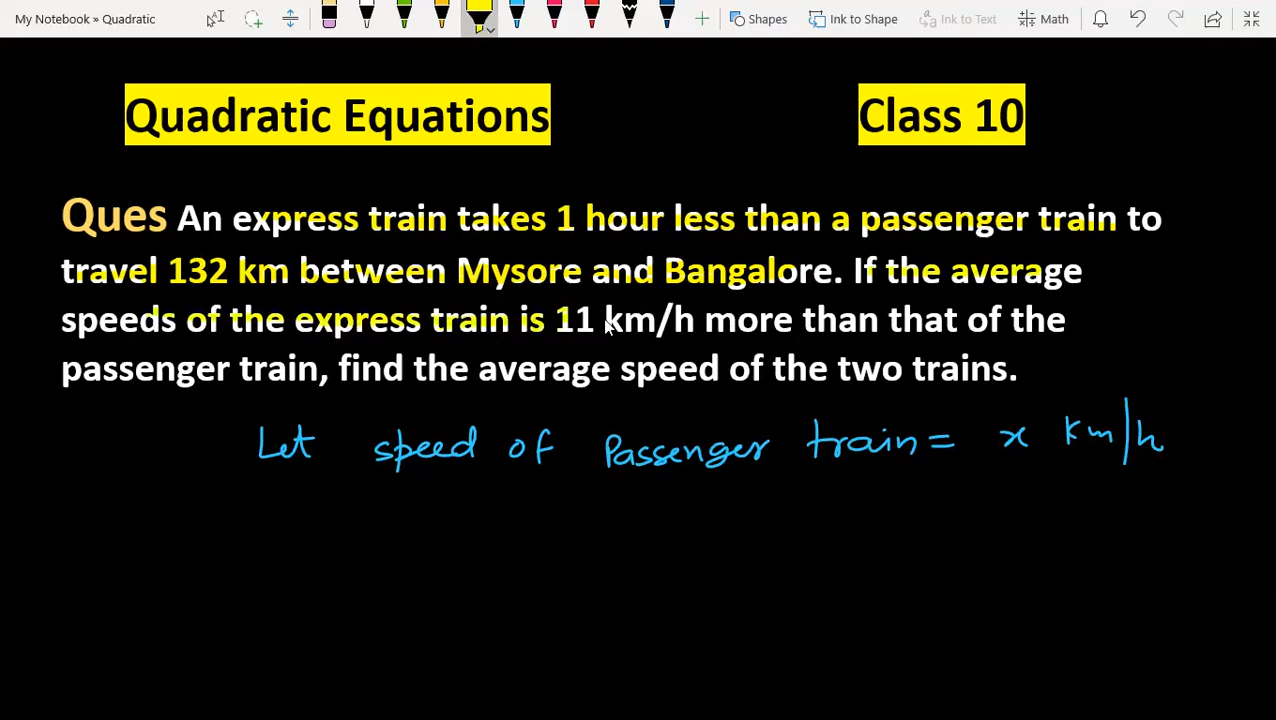 My Notebook » Quadratic
Shapes Ink to Shape Ink to Text Math
Quadratic Equations Class 10
Ques An express train takes 1 hour less than a passenger train to
travel 132 km between Mysore and Bangalore. If the average
speeds of the express train is 11 km/h more than that of the
passenger train, find the average speed of the two trains.
Let speed of Passenger train = x km/h